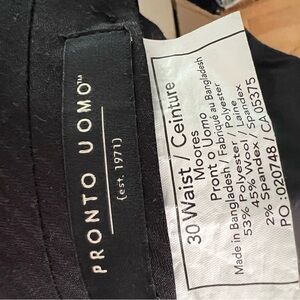 PRONTO UOMO™
(est. 1971)
30 Waist / Ceinture
Moores
Pronto Uomo
Made in Bangladesh / Fabriqué au Bangladesh
53% Polyester / Polyester
45% Wool / Laine
2% Spandex / Spandex
PO : 020748 / CA 05375